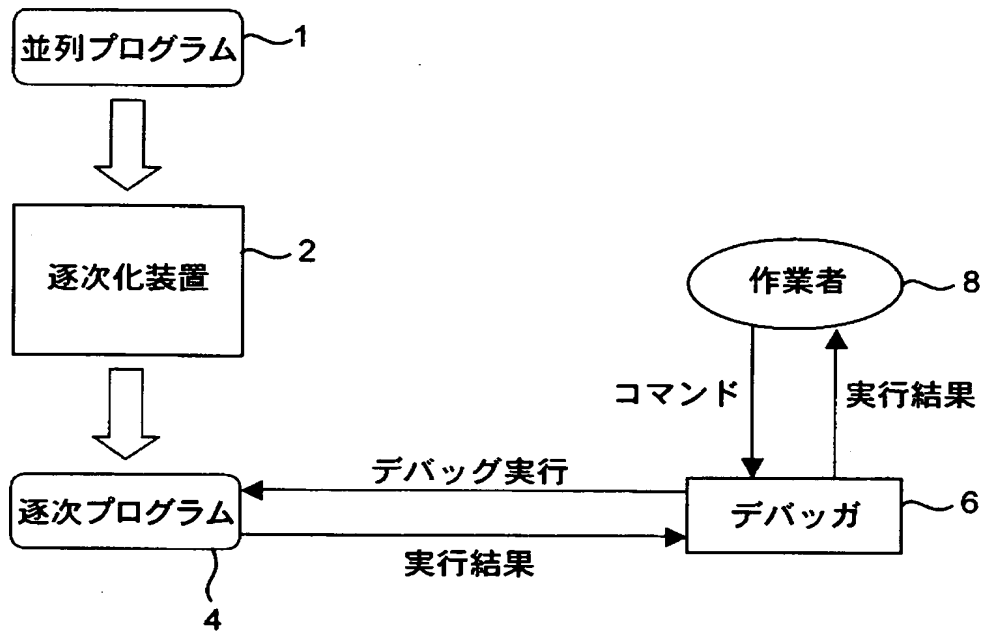 並列プログラム
1
逐次化装置
2
作業者
8
コマンド
実行結果
デバッグ実行
逐次プログラム
4
デバッガ
6
実行結果